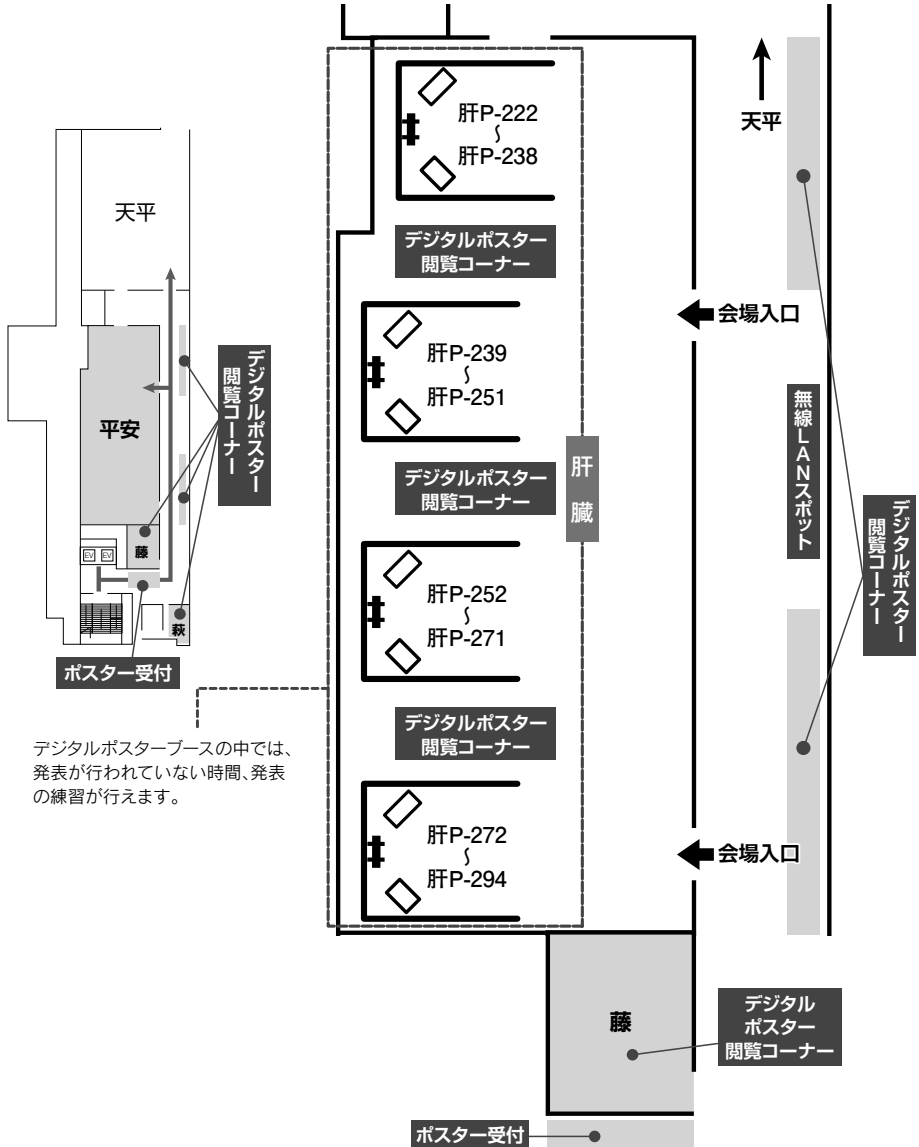 天平
平安
藤
EV
EV
萩
デジタルポスター
閲覧コーナー
ポスター受付
デジタルポスターブースの中では、
発表が行われていない時間、発表
の練習が行えます。
肝P-222
〜
肝P-238
デジタルポスター
閲覧コーナー
肝P-239
〜
肝P-251
デジタルポスター
閲覧コーナー
肝臓
肝P-252
〜
肝P-271
デジタルポスター
閲覧コーナー
肝P-272
〜
肝P-294
天平
会場入口
無線LANスポット
デジタルポスター
閲覧コーナー
会場入口
藤
デジタル
ポスター
閲覧コーナー
ポスター受付